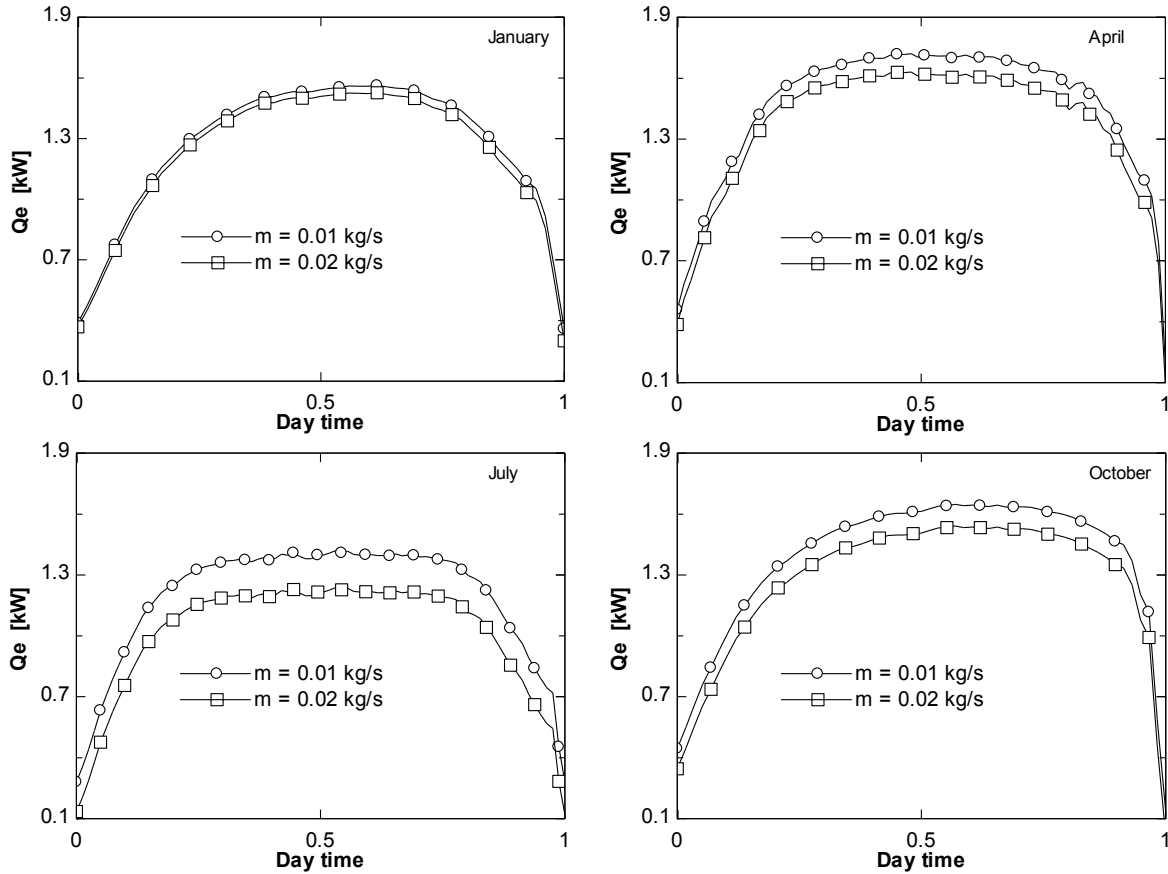 1.9
January
1.3
Qe [kW]
m = 0.01 kg/s
0.7
m = 0.02 kg/s
0.1
0
0.5
1
Day time
1.9
April
1.3
Qe [kW]
m = 0.01 kg/s
0.7
m = 0.02 kg/s
0.1
0
0.5
1
Day time
1.9
July
1.3
Qe [kW]
m = 0.01 kg/s
0.7
m = 0.02 kg/s
0.1
0
0.5
1
Day time
1.9
October
1.3
Qe [kW]
m = 0.01 kg/s
0.7
m = 0.02 kg/s
0.1
0
0.5
1
Day time